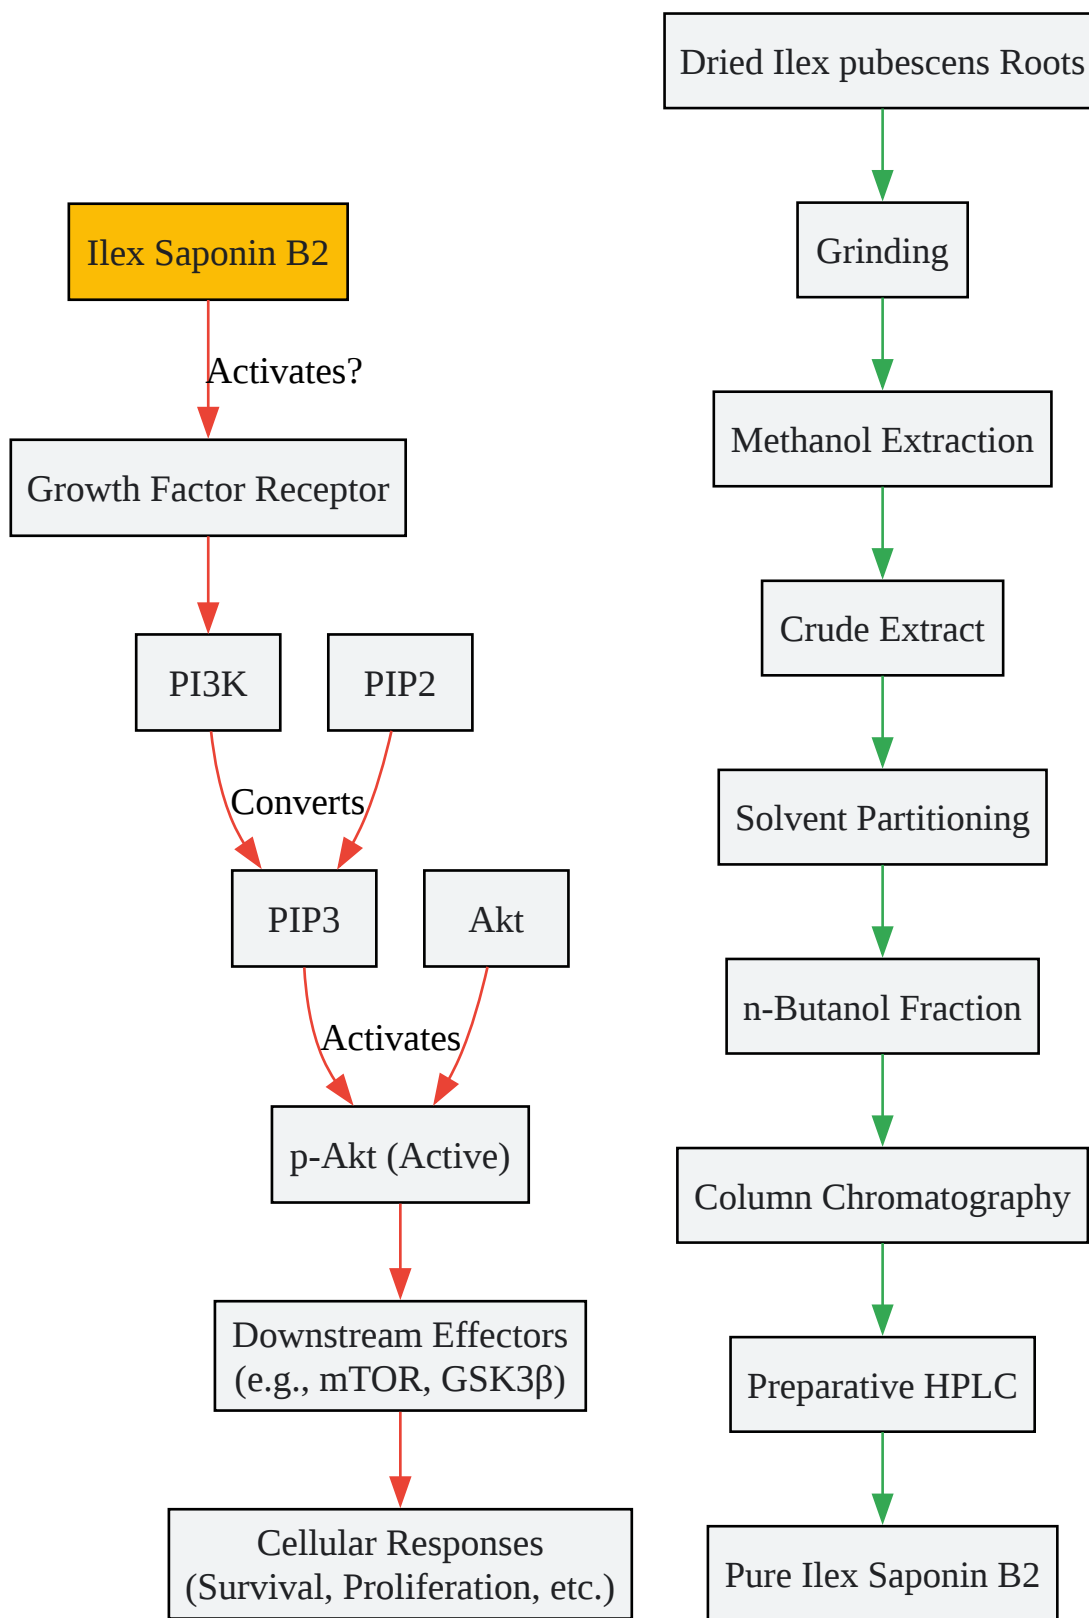 Ilex Saponin B2
Activates?
Growth Factor Receptor
PI3K
PIP2
Converts
PIP3
Akt
Activates
p-Akt (Active)
Downstream Effectors
(e.g., mTOR, GSK3β)
Cellular Responses
(Survival, Proliferation, etc.)
Dried Ilex pubescens Roots
Grinding
Methanol Extraction
Crude Extract
Solvent Partitioning
n-Butanol Fraction
Column Chromatography
Preparative HPLC
Pure Ilex Saponin B2